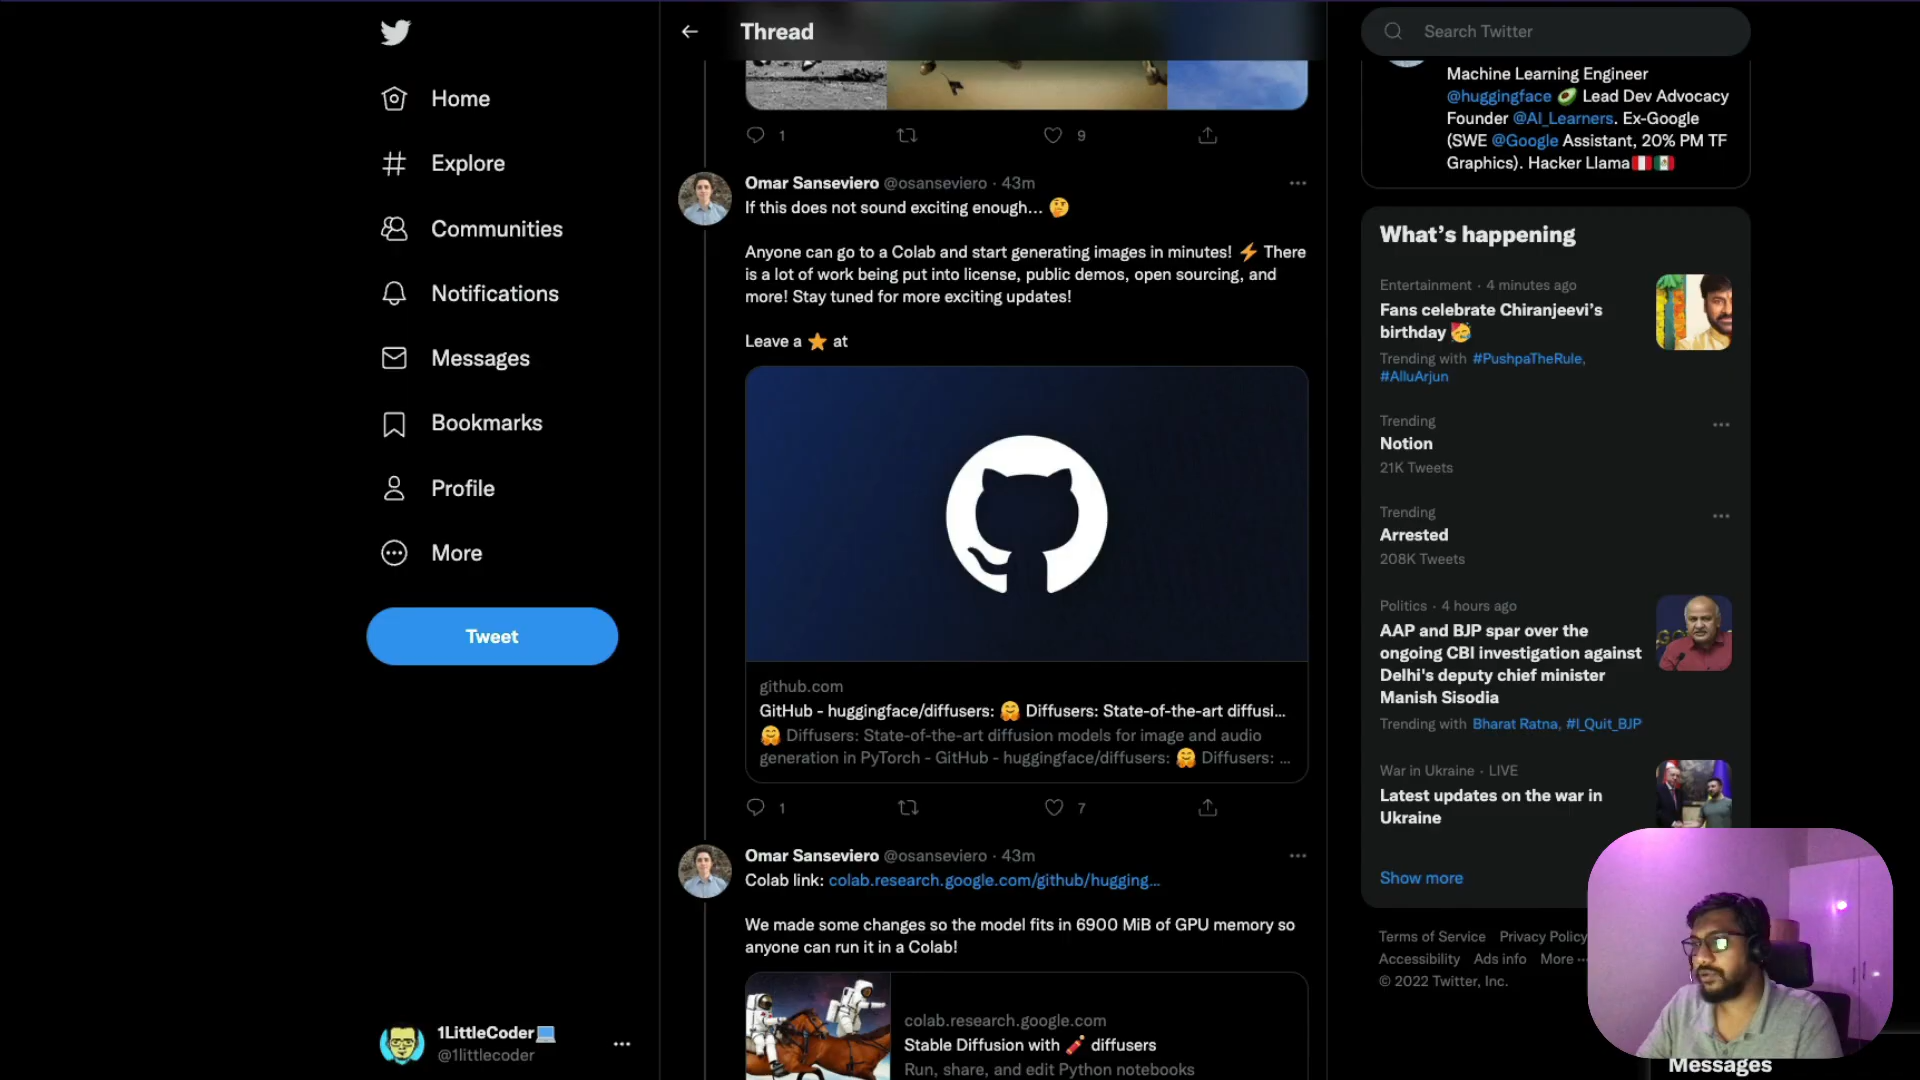 Home
Explore
Communities
Notifications
Messages
Bookmarks
Profile
More
Tweet
1LittleCoder💻
@1littlecoder
Thread
1
9
Omar Sanseviero @osanseviero · 43m
If this does not sound exciting enough... 🤔
Anyone can go to a Colab and start generating images in minutes! ⚡ There
is a lot of work being put into license, public demos, open sourcing, and
more! Stay tuned for more exciting updates!
Leave a ⭐ at
github.com
GitHub - huggingface/diffusers: 🤗 Diffusers: State-of-the-art diffusi...
🤗 Diffusers: State-of-the-art diffusion models for image and audio
generation in PyTorch - GitHub - huggingface/diffusers: 🤗 Diffusers: ...
1
7
Omar Sanseviero @osanseviero · 43m
Colab link: colab.research.google.com/github/hugging...
We made some changes so the model fits in 6900 MiB of GPU memory so
anyone can run it in a Colab!
colab.research.google.com
Stable Diffusion with 🧨 diffusers
Run, share, and edit Python notebooks
Search Twitter
Machine Learning Engineer
@huggingface 🥑 Lead Dev Advocacy
Founder @AI_Learners. Ex-Google
(SWE @Google Assistant, 20% PM TF
Graphics). Hacker Llama🇵🇪🇲🇽
What's happening
Entertainment · 4 minutes ago
Fans celebrate Chiranjeevi's
birthday 🥳
Trending with #PushpaTheRule,
#AlluArjun
Trending
Notion
21K Tweets
Trending
Arrested
208K Tweets
Politics · 4 hours ago
AAP and BJP spar over the
ongoing CBI investigation against
Delhi's deputy chief minister
Manish Sisodia
Trending with Bharat Ratna, #I_Quit_BJP
War in Ukraine · LIVE
Latest updates on the war in
Ukraine
Show more
Terms of Service Privacy Policy
Accessibility Ads info More ...
© 2022 Twitter, Inc.
Messages